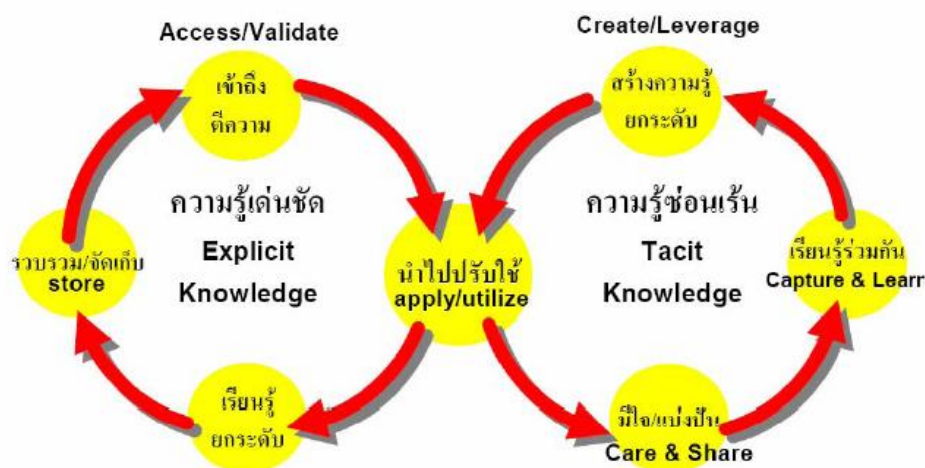 Access/Validate
เข้าถึง
ตีความ
ความรู้เด่นชัด
Explicit
Knowledge
รวบรวม/จัดเก็บ
store
เรียนรู้
ยกระดับ
นำไปปรับใช้
apply/utilize
Create/Leverage
สร้างความรู้
ยกระดับ
ความรู้ซ่อนเร้น
Tacit
Knowledge
เรียนรู้ร่วมกัน
Capture & Learn
มีใจ/แบ่งปัน
Care & Share